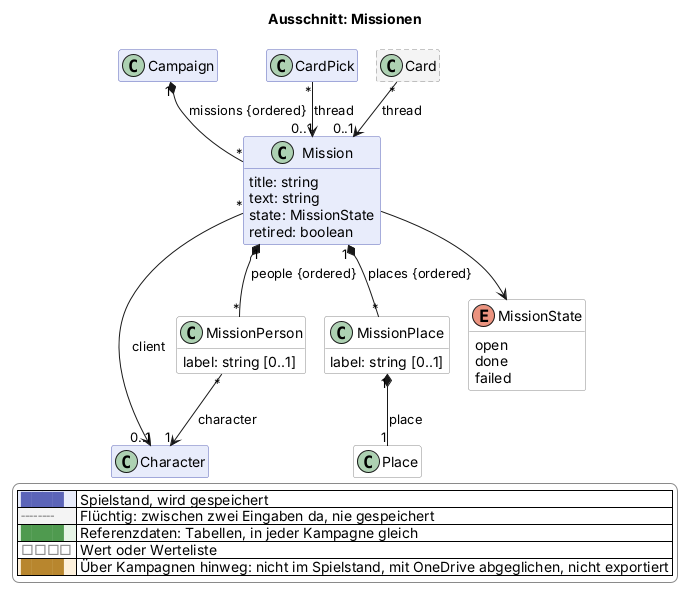 Ausschnitt: Missionen
C Campaign
C CardPick
C Card
1
*
*
missions {ordered}
thread
thread
*
0..1
0..1
C Mission
title: string
text: string
state: MissionState
retired: boolean
*
1
1
people {ordered}
places {ordered}
*
*
C MissionPerson
label: string [0..1]
C MissionPlace
label: string [0..1]
E MissionState
open
done
failed
client
*
1
character
place
0..1
1
1
C Character
C Place
Spielstand, wird gespeichert
--------
Flüchtig: zwischen zwei Eingaben da, nie gespeichert
Referenzdaten: Tabellen, in jeder Kampagne gleich
Wert oder Werteliste
Über Kampagnen hinweg: nicht im Spielstand, mit OneDrive abgeglichen, nicht exportiert